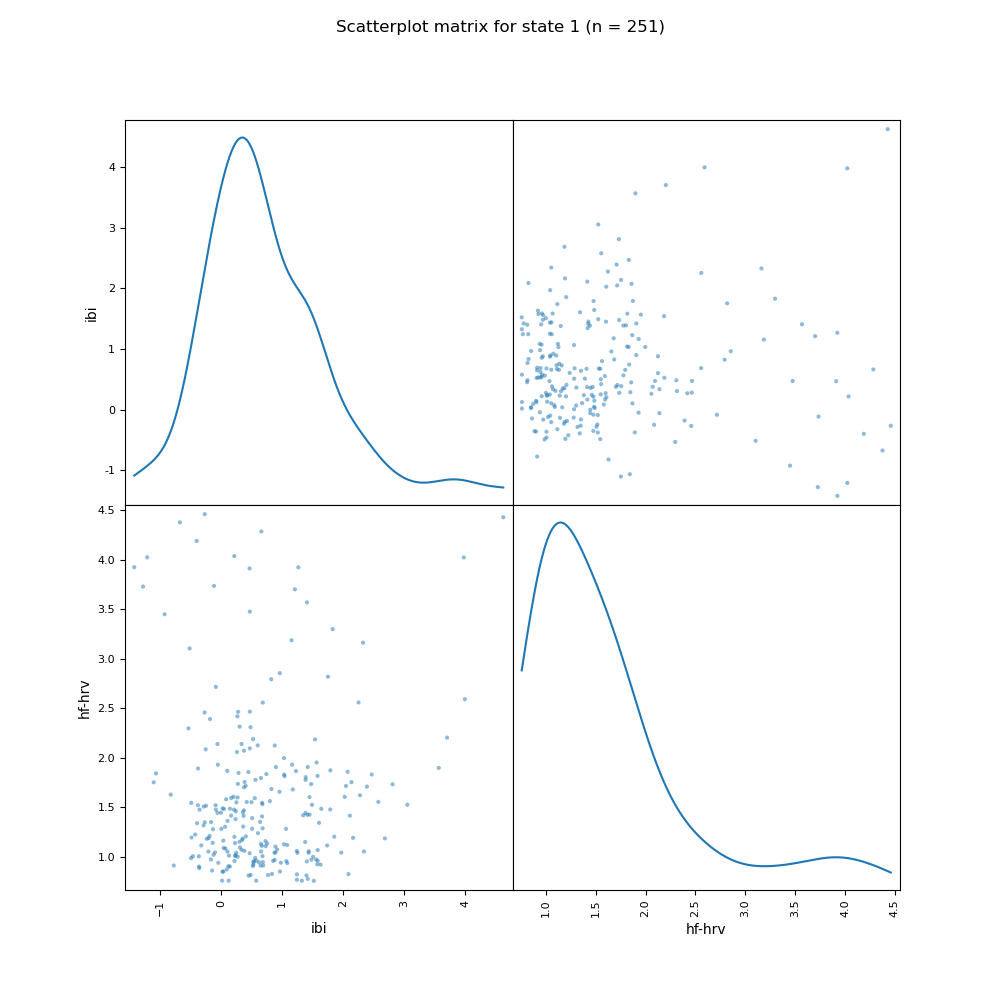 Scatterplot matrix for state 1 (n = 251)
4
3
2
1
0
-1
ibi
4.5
4.0
3.5
3.0
2.5
2.0
1.5
1.0
hf-hrv
−1 0 1 2 3 4
ibi
1.0 1.5 2.0 2.5 3.0 3.5 4.0 4.5
hf-hrv